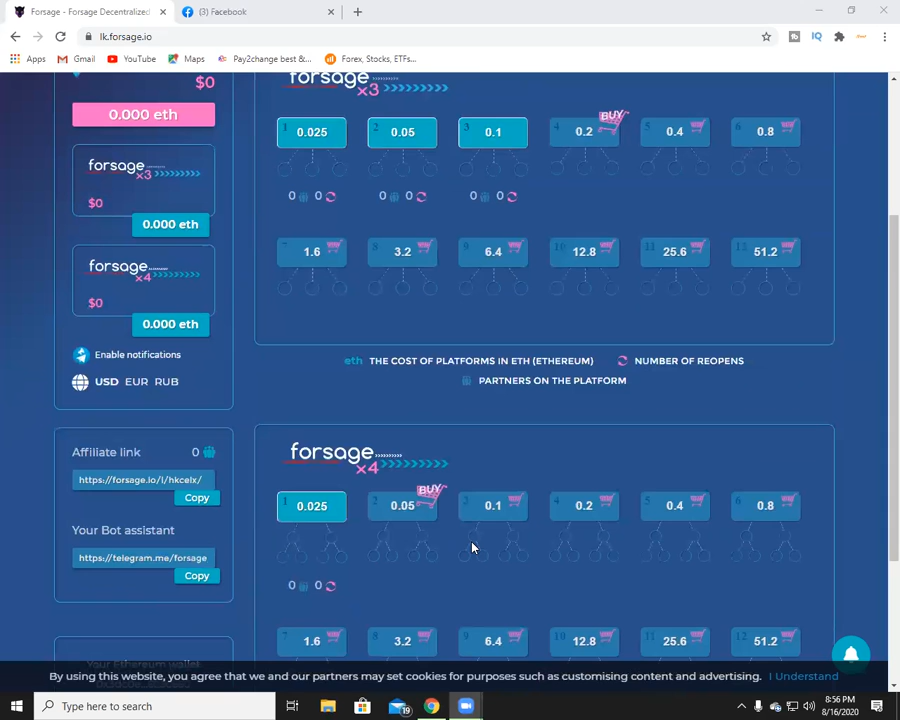 Forsage - Forsage Decentralized
(3) Facebook
lk.forsage.io
Apps
Gmail
YouTube
Maps
Pay2change best &...
Forex, Stocks, ETFs...
$0
0.000 eth
forsage
x3
$0
0.000 eth
forsage
x4
$0
0.000 eth
Enable notifications
USD EUR RUB
Affiliate link 0
https://forsage.io/i/hkcelx/
Copy
Your Bot assistant
https://telegram.me/forsage
Copy
Your Ethereum wallet
forsage
x3
1 0.025
2 0.05
3 0.1
4 0.2 BUY
5 0.4
6 0.8
0 0
0 0
0 0
7 1.6
8 3.2
9 6.4
10 12.8
11 25.6
12 51.2
eth THE COST OF PLATFORMS IN ETH (ETHEREUM)
NUMBER OF REOPENS
PARTNERS ON THE PLATFORM
forsage
x4
1 0.025
2 0.05 BUY
3 0.1
4 0.2
5 0.4
6 0.8
0 0
7 1.6
8 3.2
9 6.4
10 12.8
11 25.6
12 51.2
By using this website, you agree that we and our partners may set cookies for purposes such as customising content and advertising. I Understand
Type here to search
19
8:56 PM
8/16/2020